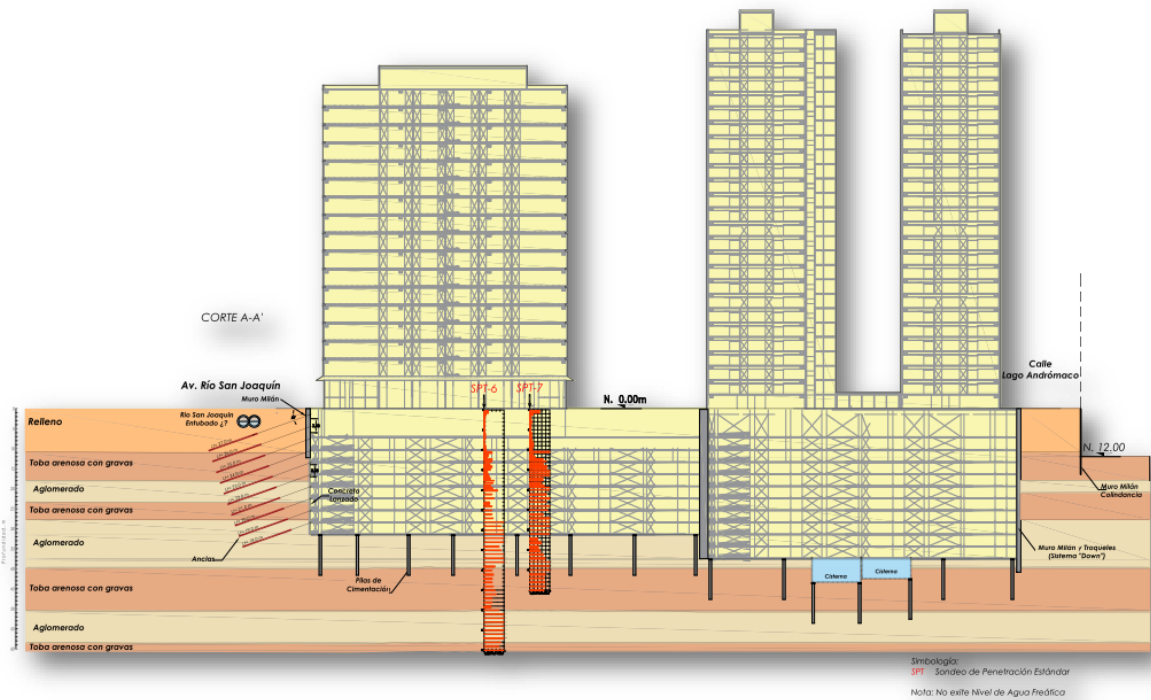 CORTE A-A'
Av. Río San Joaquín
Muro Milán
Río San Joaquín
Entubado ¿?
SPT-6
SPT-7
N. 0.00m
Calle
Lago Andrómaco
N. 12.00
Relleno
Toba arenosa con gravas
Aglomerado
Toba arenosa con gravas
Aglomerado
Toba arenosa con gravas
Aglomerado
Toba arenosa con gravas
Profundidad, m
Concreto
Lanzado
Anclas
Pilas de
Cimentación
Cisterna
Cisterna
Muro Milán
Colindancia
Muro Milán y Troqueles
(Sistema "Down")
Simbología:
SPT Sondeo de Penetración Estándar
Nota: No exite Nivel de Agua Freática